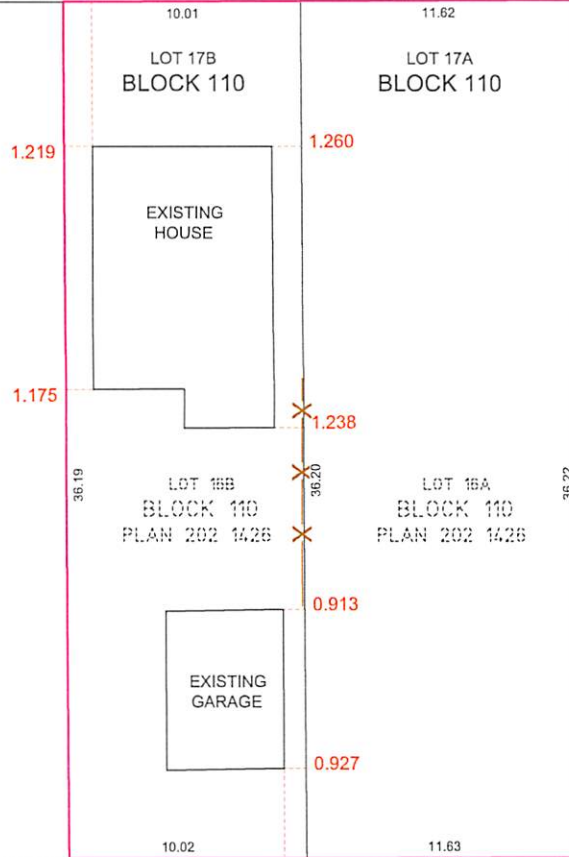 10.01
11.62
LOT 17B
BLOCK 110
LOT 17A
BLOCK 110
1.219
1.260
EXISTING
HOUSE
1.175
1.238
36.19
36.20
36.22
LOT 16B
BLOCK 110
PLAN 202 1426
LOT 16A
BLOCK 110
PLAN 202 1426
0.913
EXISTING
GARAGE
0.927
10.02
11.63